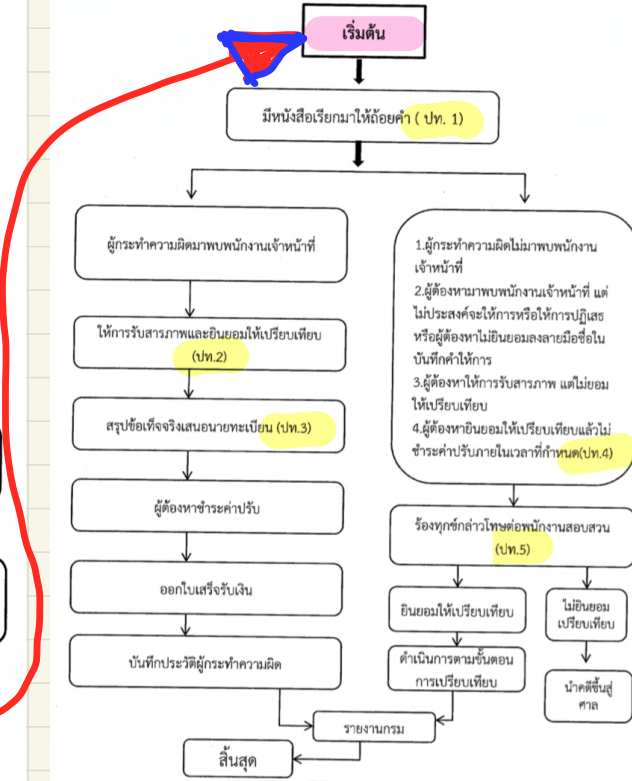 เริ่มต้น
มีหนังสือเรียกมาให้ถ้อยคำ ( ปท. 1)
ผู้กระทำความผิดมาพบพนักงานเจ้าหน้าที่
ให้การรับสารภาพและยินยอมให้เปรียบเทียบ
(ปท.2)
สรุปข้อเท็จจริงเสนอนายทะเบียน (ปท.3)
ผู้ต้องหาชำระค่าปรับ
ออกใบเสร็จรับเงิน
บันทึกประวัติผู้กระทำความผิด
1.ผู้กระทำความผิดไม่มาพบพนักงาน
เจ้าหน้าที่
2.ผู้ต้องหามาพบพนักงานเจ้าหน้าที่ แต่
ไม่ประสงค์จะให้การหรือให้การปฏิเสธ
หรือผู้ต้องหาไม่ยินยอมลงลายมือชื่อใน
บันทึกคำให้การ
3.ผู้ต้องหาให้การรับสารภาพ แต่ไม่ยอม
ให้เปรียบเทียบ
4.ผู้ต้องหายินยอมให้เปรียบเทียบแล้วไม่
ชำระค่าปรับภายในเวลาที่กำหนด(ปท.4)
ร้องทุกข์กล่าวโทษต่อพนักงานสอบสวน
(ปท.5)
ยินยอมให้เปรียบเทียบ
ดำเนินการตามขั้นตอน
การเปรียบเทียบ
ไม่ยินยอม
เปรียบเทียบ
นำคดีขึ้นสู่
ศาล
รายงานกรม
สิ้นสุด